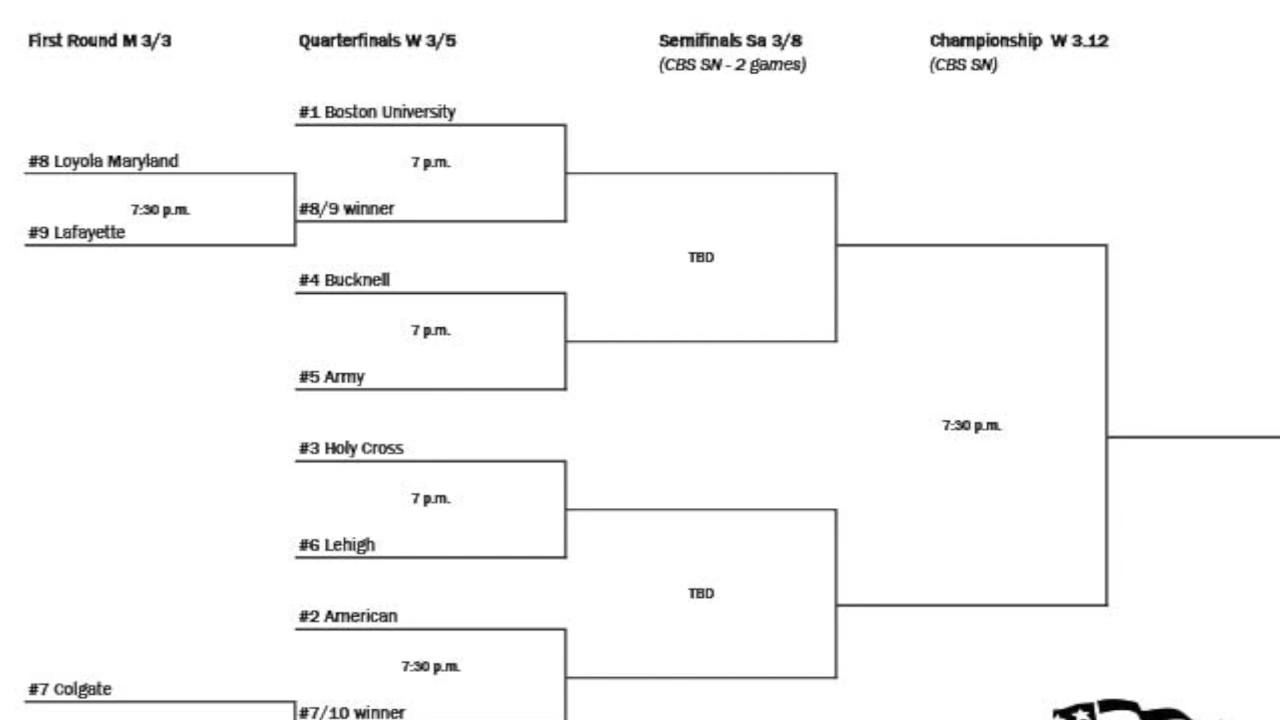 First Round M 3/3
Quarterfinals W 3/5
Semifinals Sa 3/8
(CBS SN - 2 games)
Championship W 3.12
(CBS SN)
#1 Boston University
7 p.m.
#8 Loyola Maryland
7:30 p.m.
#8/9 winner
#9 Lafayette
TBD
#4 Bucknell
7 p.m.
#5 Army
7:30 p.m.
#3 Holy Cross
7 p.m.
#6 Lehigh
TBD
#2 American
7:30 p.m.
#7 Colgate
#7/10 winner